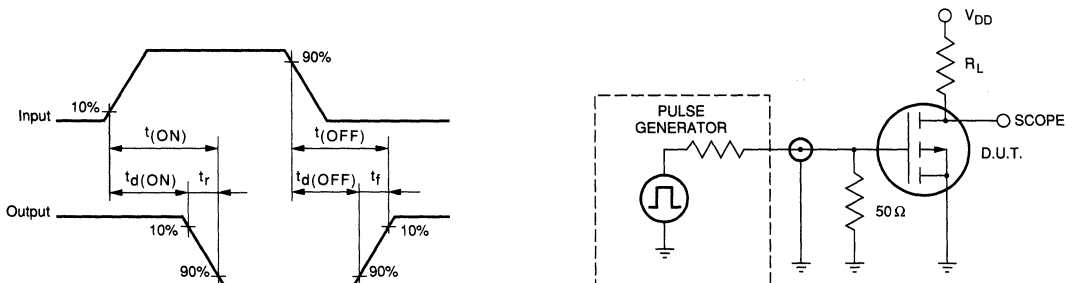 90%
10%
Input
t(ON)
t(OFF)
td(ON)
tr
td(OFF)
tf
Output
10%
10%
90%
90%
VDD
RL
PULSE
GENERATOR
SCOPE
D.U.T.
50Ω